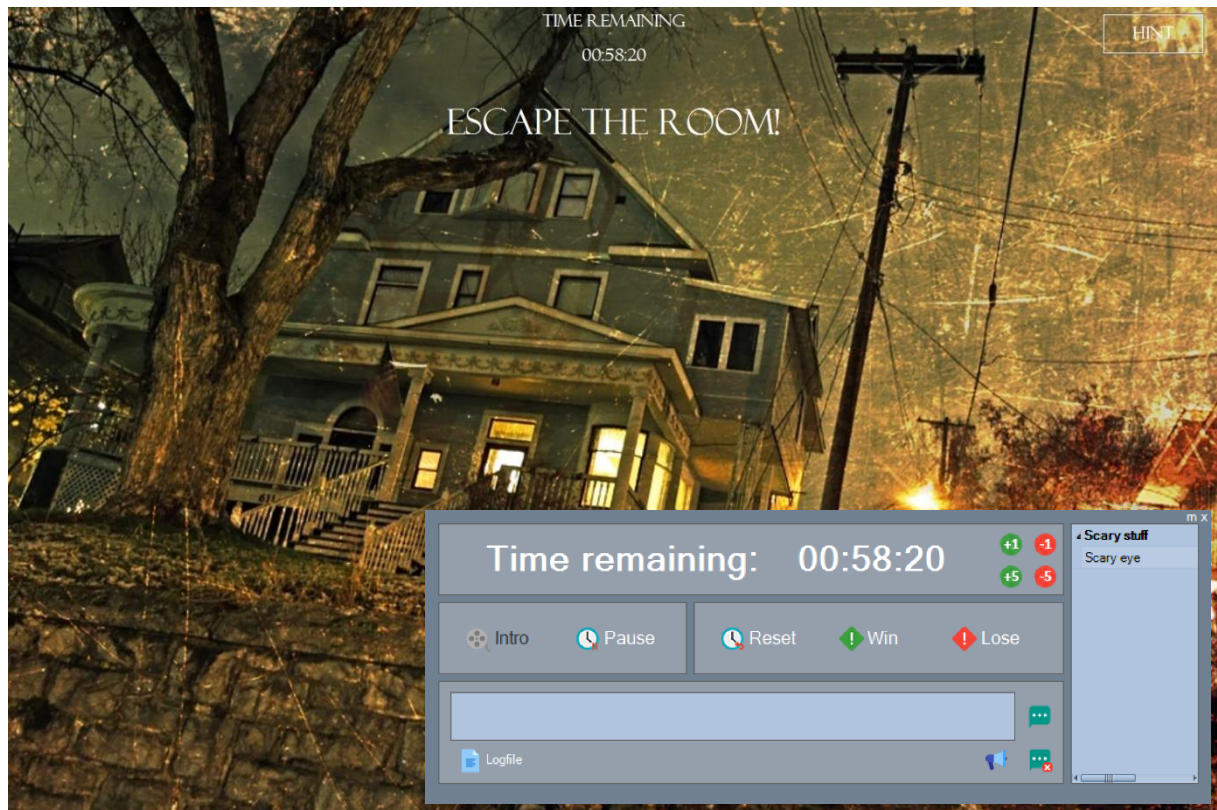 TIME REMAINING
00:58:20
HINT
ESCAPE THE ROOM!
m x
Time remaining: 00:58:20
+1 -1
+5 -5
Scary stuff
Scary eye
Intro Pause Reset Win Lose
Logfile